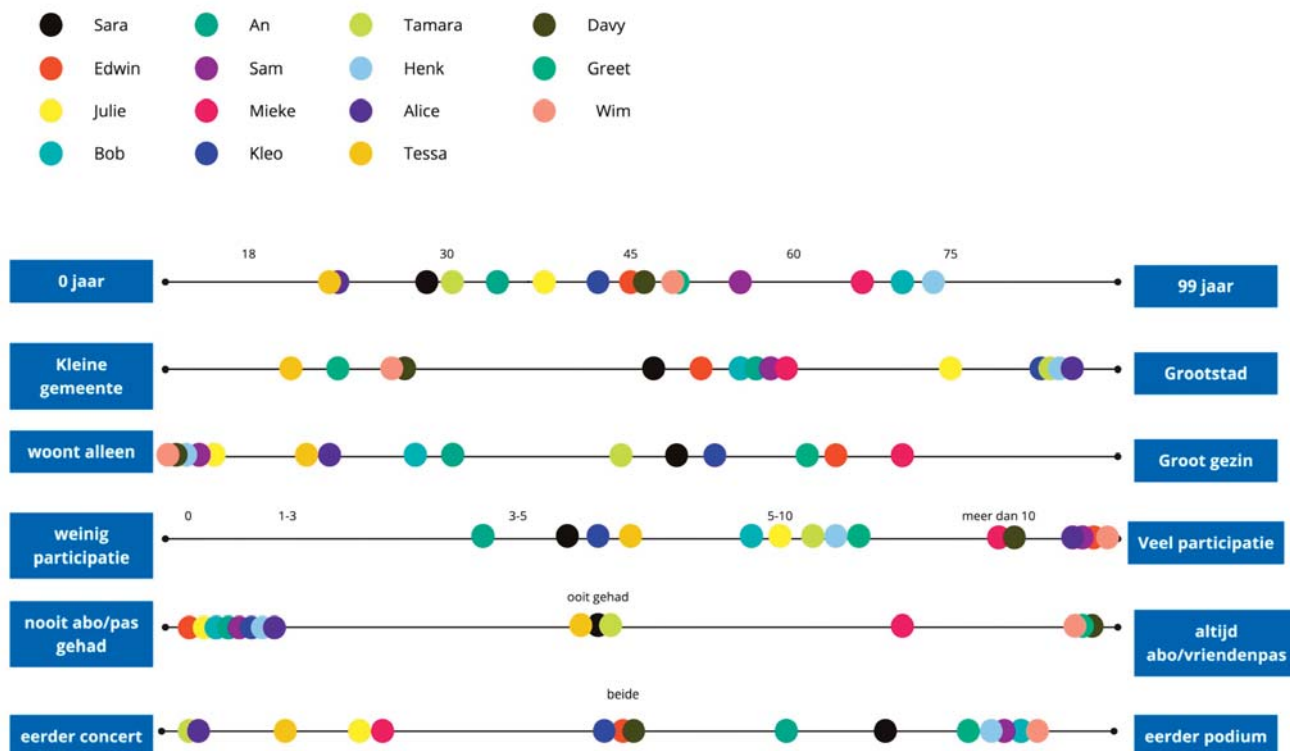 Sara
An
Tamara
Davy
Edwin
Sam
Henk
Greet
Julie
Mieke
Alice
Wim
Bob
Kleo
Tessa
18
30
45
60
75
0 jaar
99 jaar
Kleine
gemeente
Grootstad
woont alleen
Groot gezin
0
1-3
3-5
5-10
meer dan 10
weinig
participatie
Veel participatie
ooit gehad
nooit abo/pas
gehad
altijd
abo/vriendenpas
beide
eerder concert
eerder podium